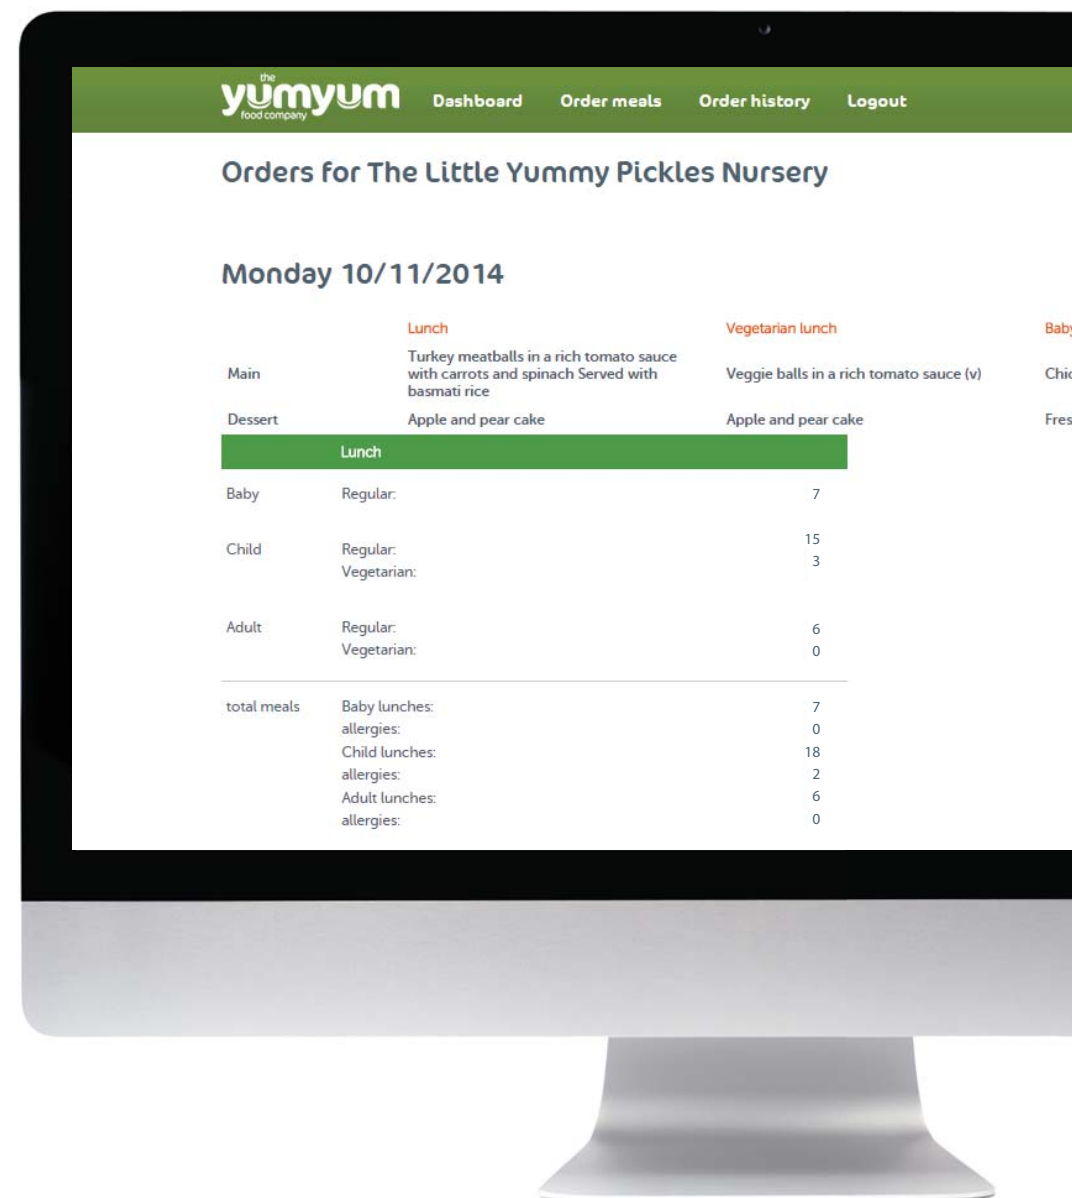 the
yumyum
food company
Dashboard Order meals Order history Logout
Orders for The Little Yummy Pickles Nursery
Monday 10/11/2014
Lunch Vegetarian lunch Baby
Main Turkey meatballs in a rich tomato sauce with carrots and spinach Served with basmati rice Veggie balls in a rich tomato sauce (v)
Dessert Apple and pear cake Apple and pear cake
Lunch
Baby Regular: 7
Child Regular: 15
Vegetarian: 3
Adult Regular: 6
Vegetarian: 0
total meals Baby lunches: 7
allergies: 0
Child lunches: 18
allergies: 2
Adult lunches: 6
allergies: 0